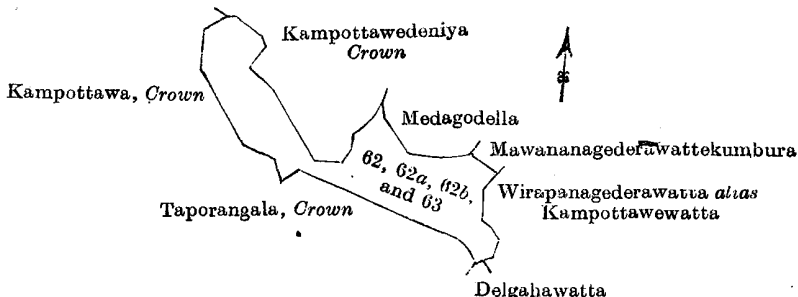 Kampottawedeniya
Crown
Kampottawa, Crown
Medagodella
Mawananagederawattekumbura
62, 62a, 62b,
and 63
Wirapanagederawatta alias
Kampottawewatta
Taporangala, Crown
Delgahawatta